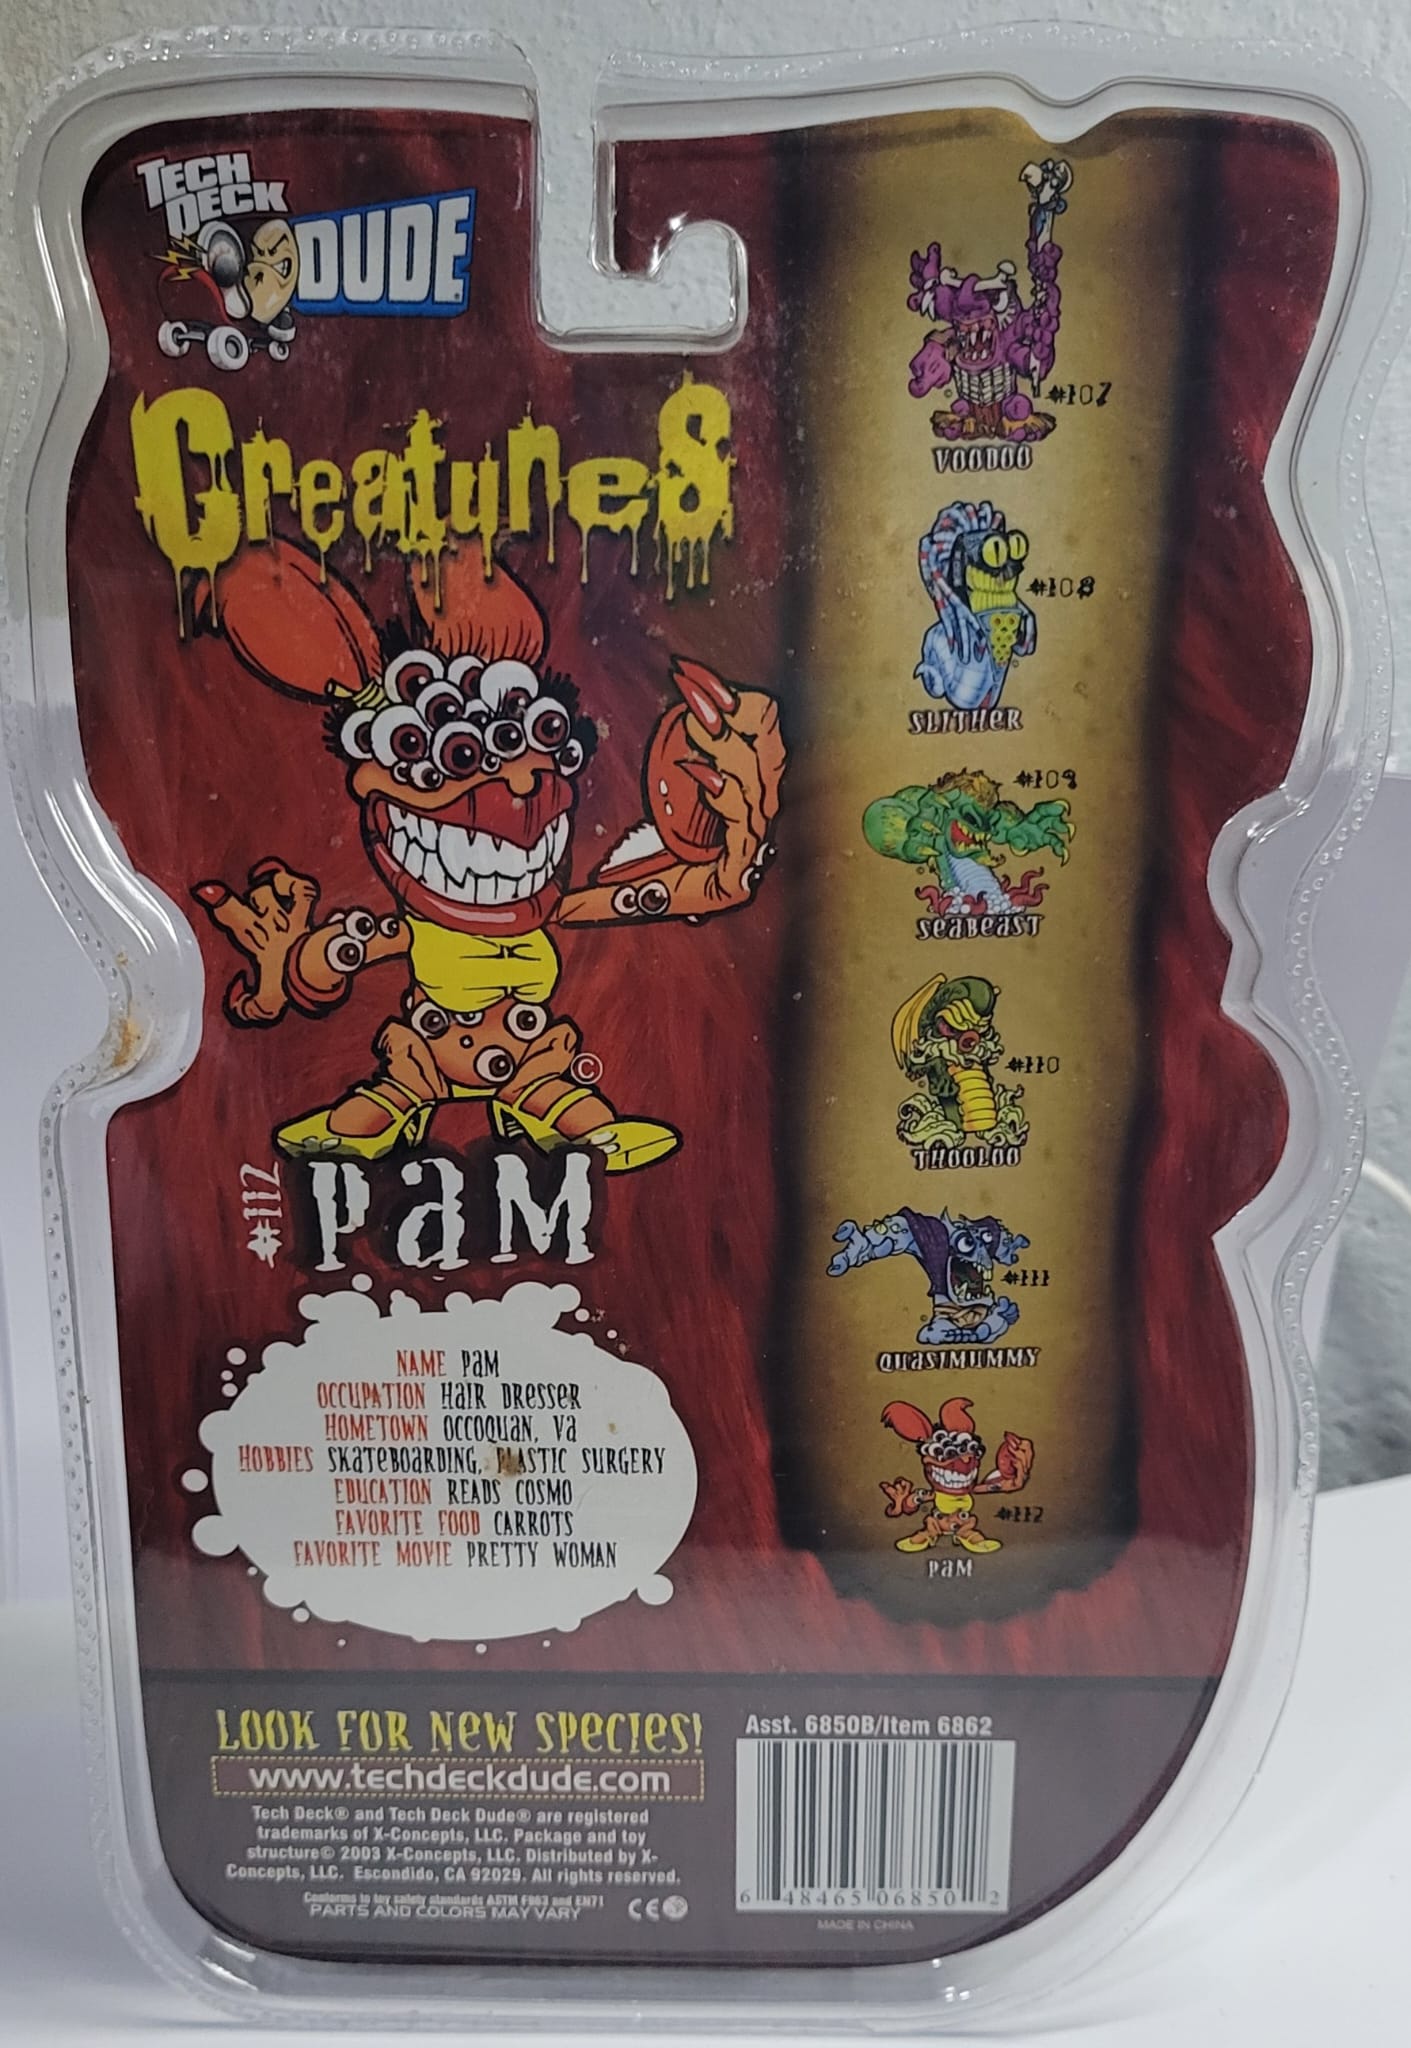 TECH
DECK
DUDE
Creatures
#112
PaM
NAME PaM
OCCUPATION HaIR DRESSER
HOMETOWN OCCOQUAN, Va
HOBBIES SKaTEBOaRDING, PLASTIC SURGERY
EDUCATION READS COSMO
FAVORITE FOOD CARROTS
FAVORITE MOVIE PRETTY WOMAN
#107
VOODOO
#108
SLITHER
#109
SEABEAST
#110
THOOLOO
#111
QUASIMUMMY
#112
PaM
LOOK FOR NEW SPECIES!
www.techdeckdude.com
Tech Deck® and Tech Deck Dude® are registered
trademarks of X-Concepts, LLC. Package and toy
structure© 2003 X-Concepts, LLC. Distributed by X-
Concepts, LLC. Escondido, CA 92029. All rights reserved.
Conforms to toy safety standards ASTM F963 and EN71
PARTS AND COLORS MAY VARY
CE
Asst. 6850B/Item 6862
6 48465 06850 2
MADE IN CHINA